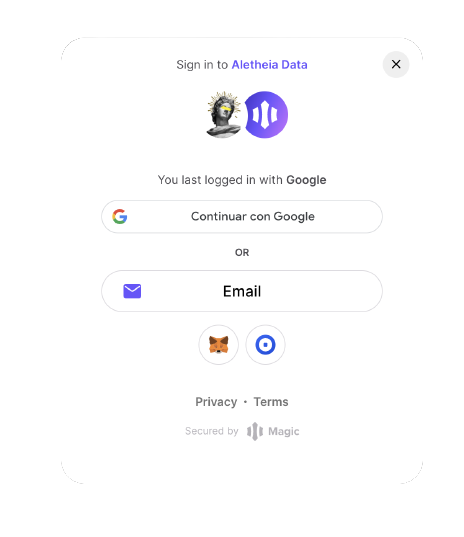 Sign in to Aletheia Data
You last logged in with Google
Continuar con Google
OR
Email
Privacy • Terms
Secured by Magic